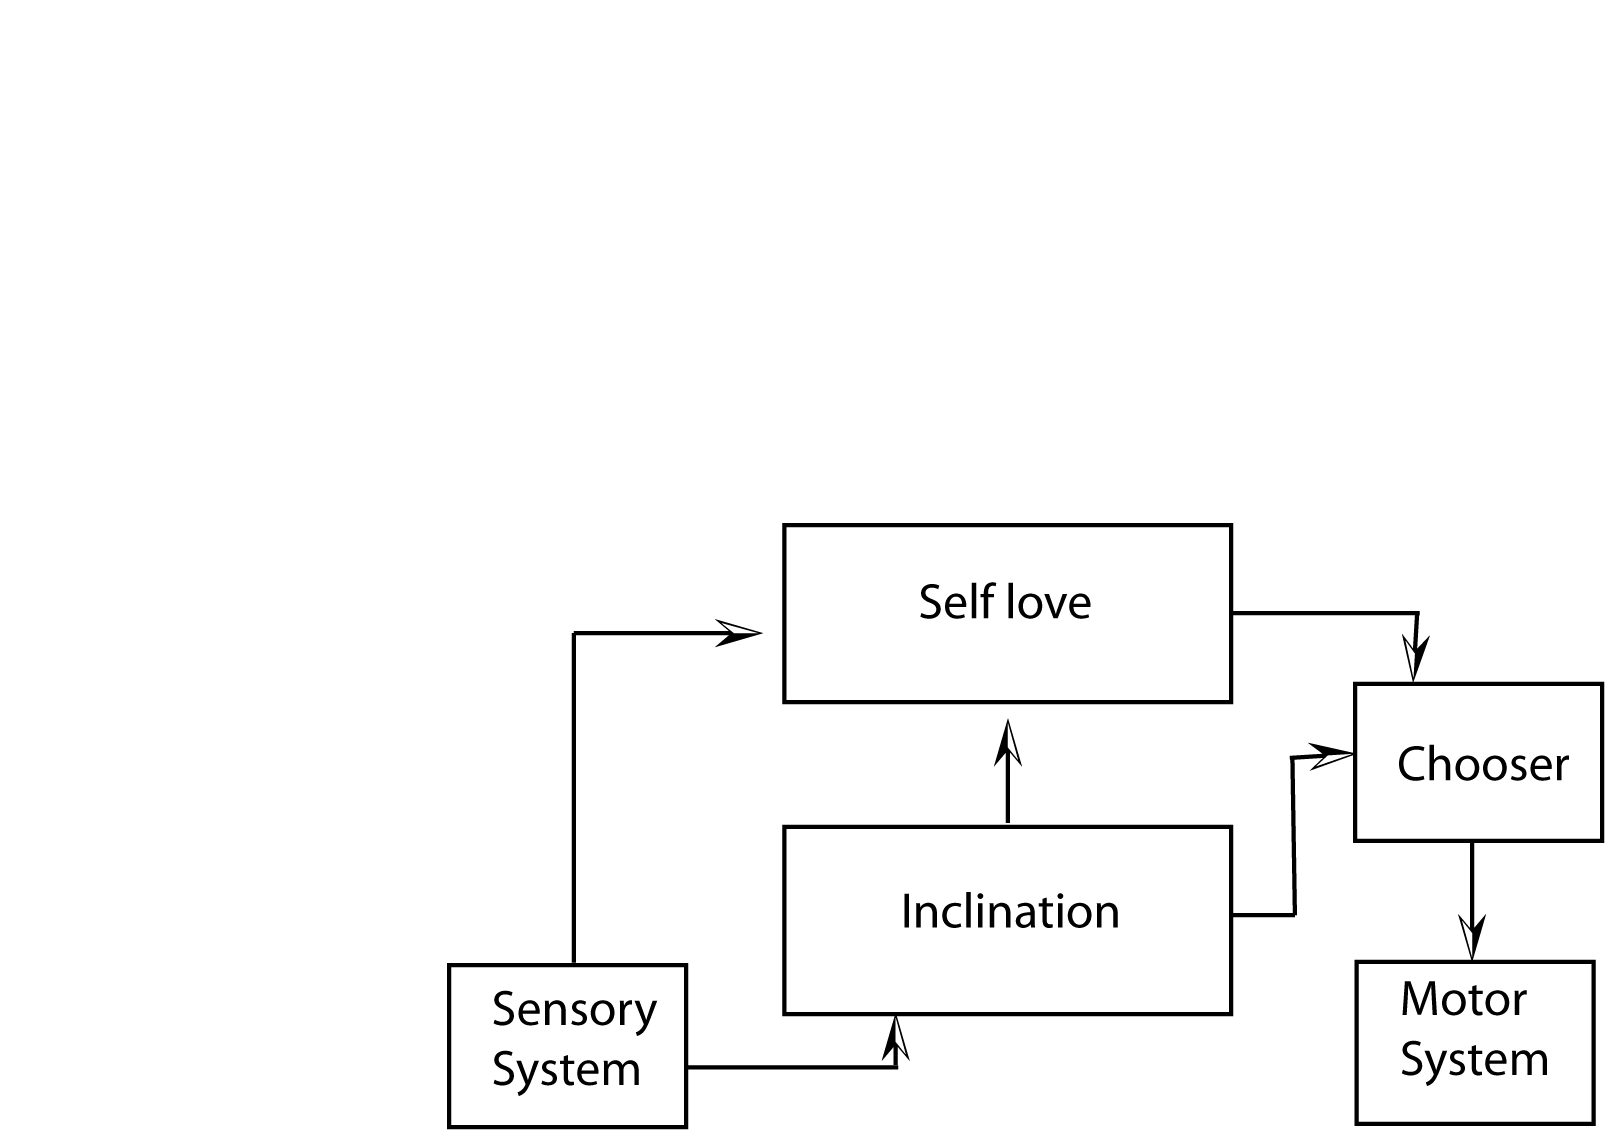 Self love
Chooser
Inclination
Sensory
System
Motor
System